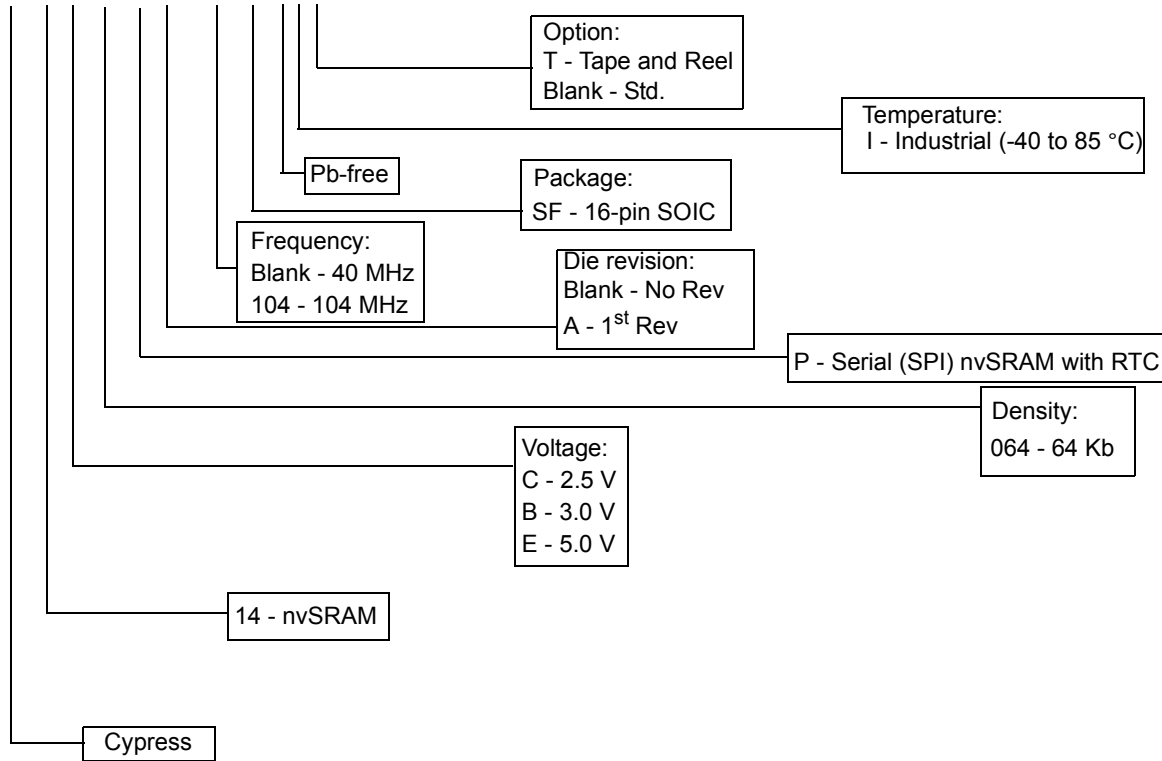 Option:
T - Tape and Reel
Blank - Std.
Temperature:
I - Industrial (-40 to 85 °C)
Pb-free
Package:
SF - 16-pin SOIC
Frequency:
Blank - 40 MHz
104 - 104 MHz
Die revision:
Blank - No Rev
A - 1st Rev
P - Serial (SPI) nvSRAM with RTC
Density:
064 - 64 Kb
Voltage:
C - 2.5 V
B - 3.0 V
E - 5.0 V
14 - nvSRAM
Cypress